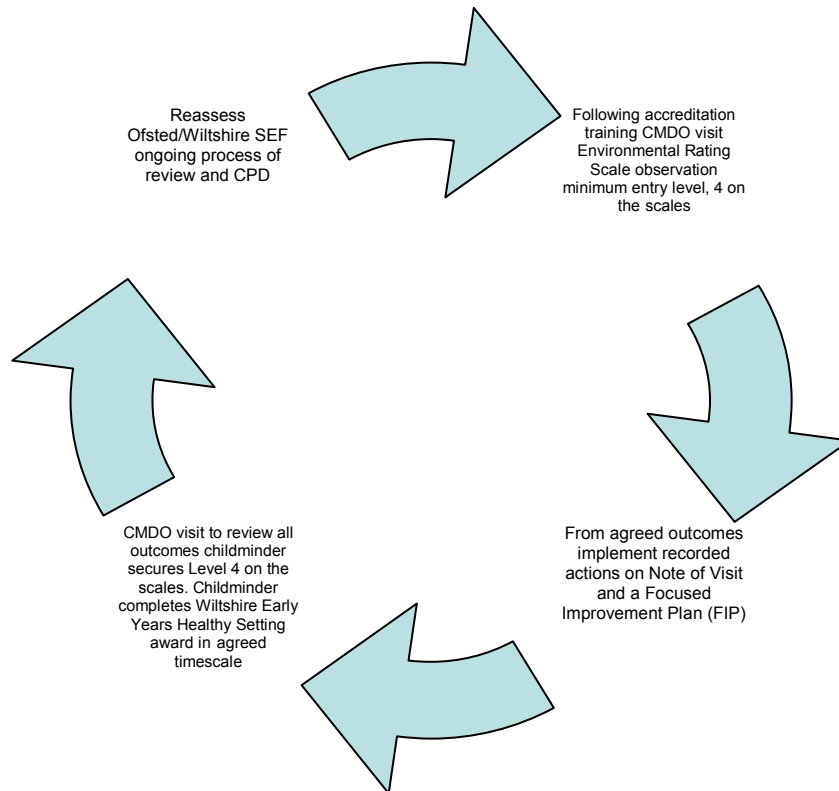 Reassess
Ofsted/Wiltshire SEF
ongoing process of
review and CPD
Following accreditation
training CMDO visit
Environmental Rating
Scale observation
minimum entry level, 4 on
the scales
From agreed outcomes
implement recorded
actions on Note of Visit
and a Focused
Improvement Plan (FIP)
CMDO visit to review all
outcomes childminder
secures Level 4 on the
scales. Childminder
completes Wiltshire Early
Years Healthy Setting
award in agreed
timescale